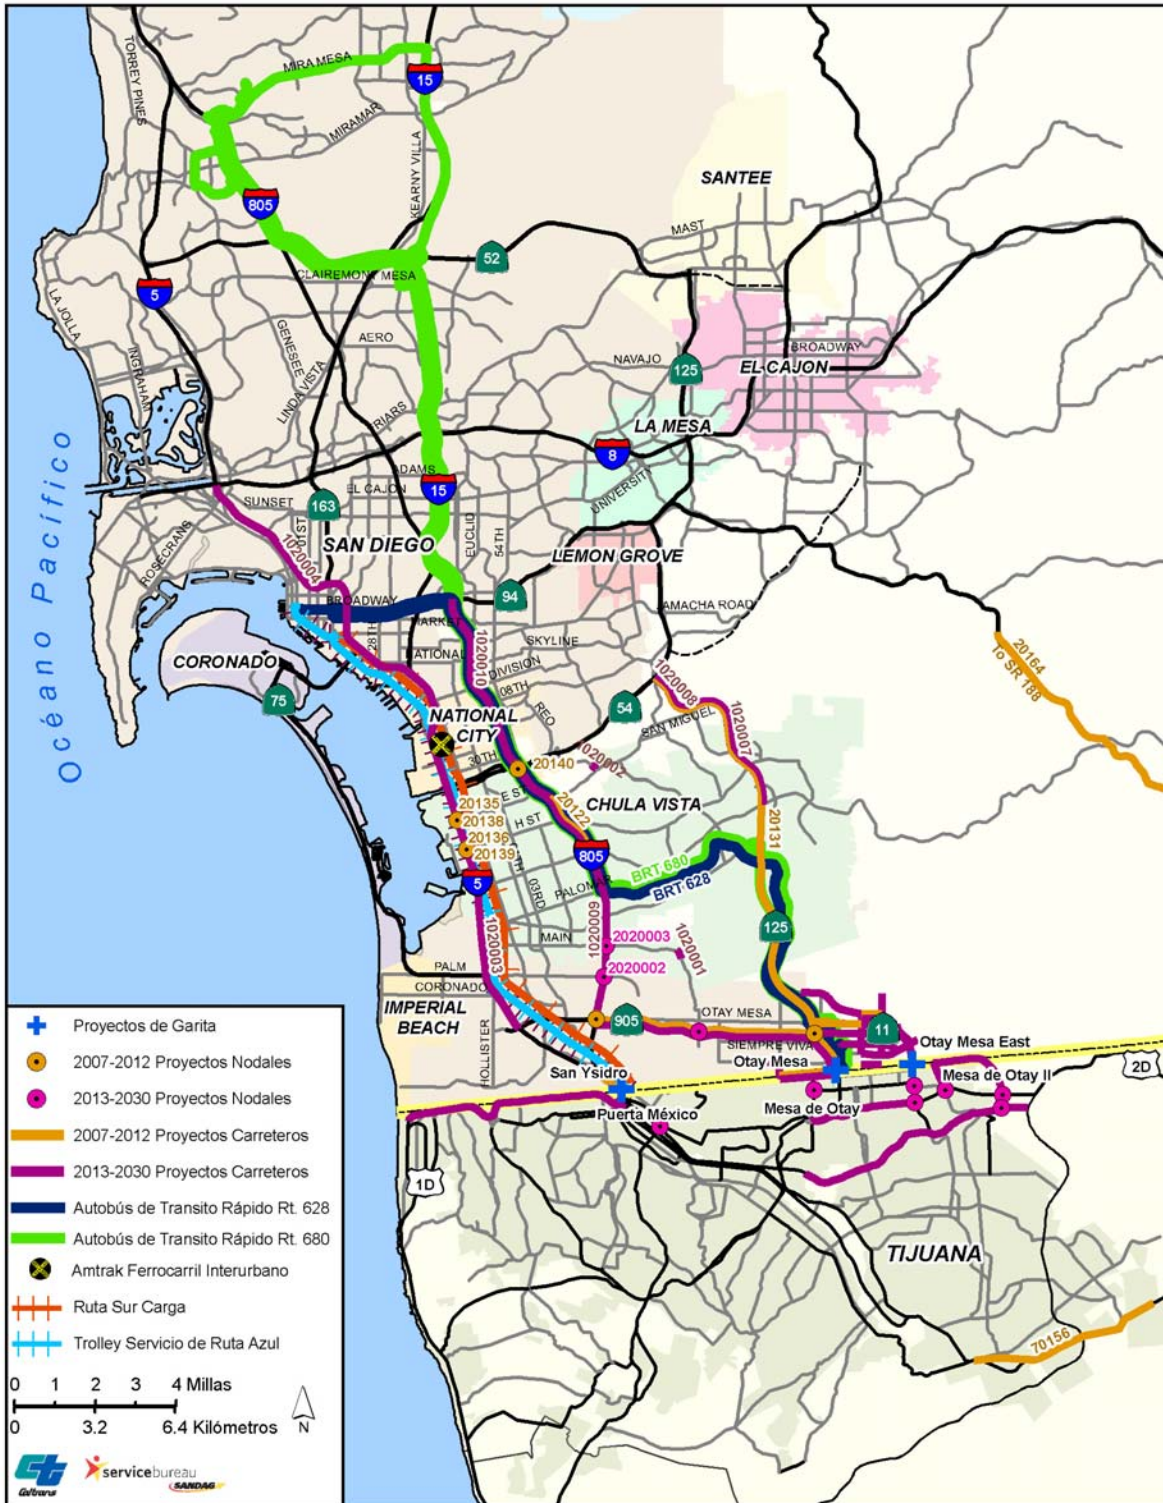 TORREY PINES
MIRA MESA
15
MIRAMAR
KEARNY VILLA
805
SANTEE
MAST
52
CLAIREMONT MESA
5
LA JOLLA
INGRAHAM
GENESEE
LINDA VISTA
AERO
FRIARS
NAVAJO
125
BROADWAY
EL CAJON
LA MESA
8
UNIVERSITY
ADAMS
EL CAJON
15
SUNSET
163
01ST
EUCLID
54TH
ROSECRANS
SAN DIEGO
1020004
LEMON GROVE
94
BROADWAY
MARKET
28TH
NATIONAL
1020010
SKYLINE
JAMACHA ROAD
DIVISION
08TH
REO
Océano Pacífico
CORONADO
75
NATIONAL
CITY
54
1020008
SAN MIGUEL
1020007
20164
To SR 188
30TH
20140
1020002
E ST
20122
CHULA VISTA
20135
20138
H ST
20136
20139
805
20131
BRT 680
BRT 628
5
03RD
PALOMAR
1020009
125
MAIN
2020003
1020001
1020003
2020002
PALM
CORONADO
IMPERIAL
BEACH
HOLLISTER
905
OTAY MESA
SIEMPRE VIVA
11
Otay Mesa East
Otay Mesa
San Ysidro
2D
Mesa de Otay II
Puerta México
Mesa de Otay
1D
TIJUANA
70156
Proyectos de Garita
2007-2012 Proyectos Nodales
2013-2030 Proyectos Nodales
2007-2012 Proyectos Carreteros
2013-2030 Proyectos Carreteros
Autobús de Transito Rápido Rt. 628
Autobús de Transito Rápido Rt. 680
Amtrak Ferrocarril Interurbano
Ruta Sur Carga
Trolley Servicio de Ruta Azul
0 1 2 3 4 Millas
0 3.2 6.4 Kilómetros
N
Caltrans
servicebureau
SANDAG